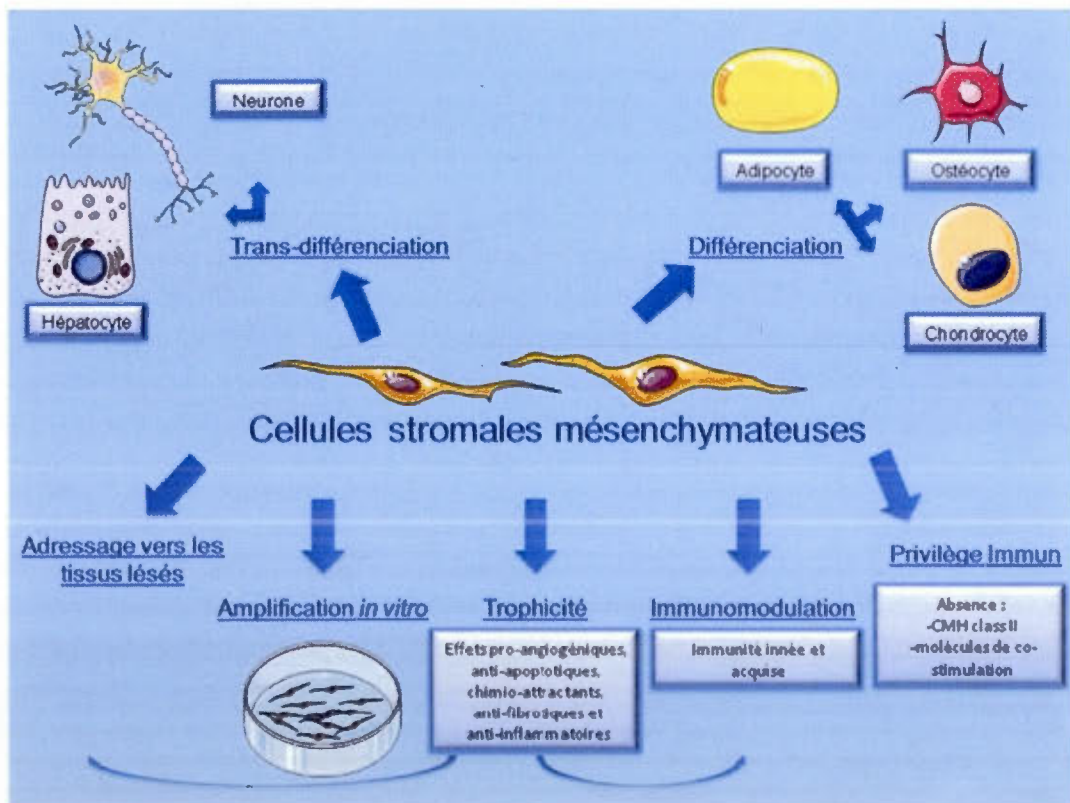 Neurone
Adipocyte
Ostéocyte
Trans-différenciation
Différenciation
Hépatocyte
Chondrocyte
Cellules stromales mésenchymateuses
Adressage vers les
tissus lésés
Amplification in vitro
Trophicité
Effets pro-angiogéniques,
anti-apoptotiques,
chimio-attractants,
anti-fibrotiques et
anti-inflammatoires
Immunomodulation
Immunité innée et
acquise
Privilège Immun
Absence :
-CMH class II
-molécules de co-
stimulation